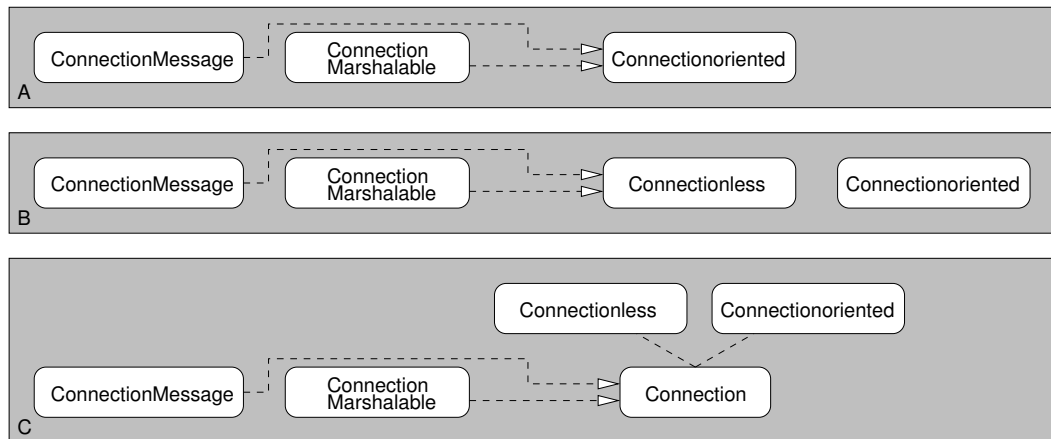 ConnectionMessage
Connection
Marshalable
Connectionoriented
A
ConnectionMessage
Connection
Marshalable
Connectionless
Connectionoriented
B
Connectionless
Connectionoriented
ConnectionMessage
Connection
Marshalable
Connection
C